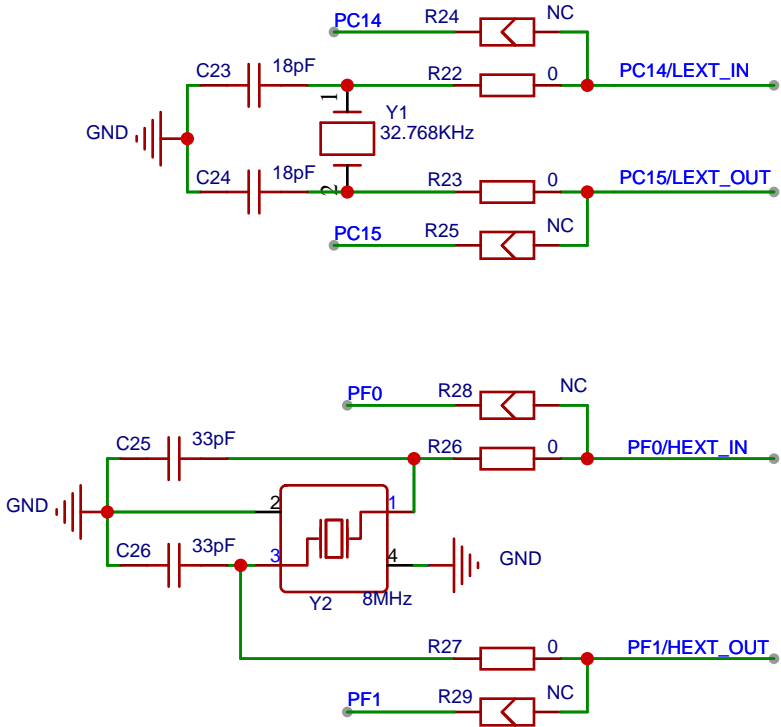 PC14 R24 NC
C23 18pF R22 0 PC14/LEXT_IN
1 Y1
GND 32.768KHz
C24 18pF 2 R23 0 PC15/LEXT_OUT
PC15 R25 NC
PF0 R28 NC
C25 33pF R26 0 PF0/HEXT_IN
GND 2 1
C26 33pF 3 4 GND
Y2 8MHz
R27 0 PF1/HEXT_OUT
PF1 R29 NC